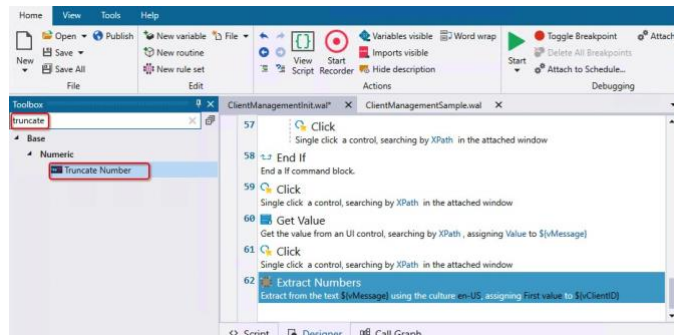 Home View Tools Help
New Open Publish
Save
Save All
File
New variable File
New routine
New rule set
Edit
View Script
Start Recorder
Variables visible Word wrap
Imports visible
Hide description
Actions
Start
Toggle Breakpoint Attach
Delete All Breakpoints
Attach to Schedule...
Debugging
Toolbox
truncate
Base
Numeric
Truncate Number
ClientManagementInit.wal* ClientManagementSample.wal
57 Click
Single click a control, searching by XPath in the attached window
58 End If
End a If command block.
59 Click
Single click a control, searching by XPath in the attached window
60 Get Value
Get the value from an UI control, searching by XPath , assigning Value to ${vMessage}
61 Click
Single click a control, searching by XPath in the attached window
62 Extract Numbers
Extract from the text ${vMessage} using the culture en-US, assigning First value to ${vClientID}
Script Designer Call Graph